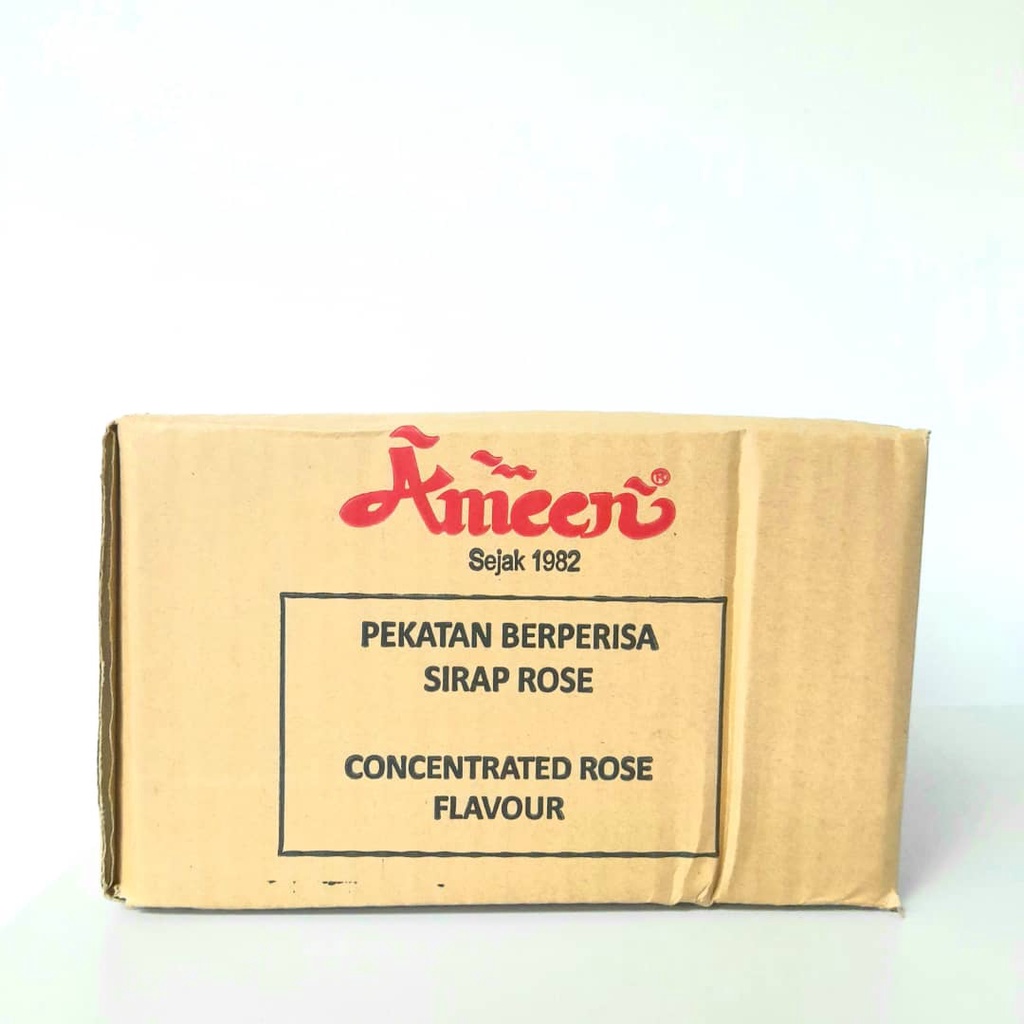 Ameen®
Sejak 1982
PEKATAN BERPERISA
SIRAP ROSE
CONCENTRATED ROSE
FLAVOUR